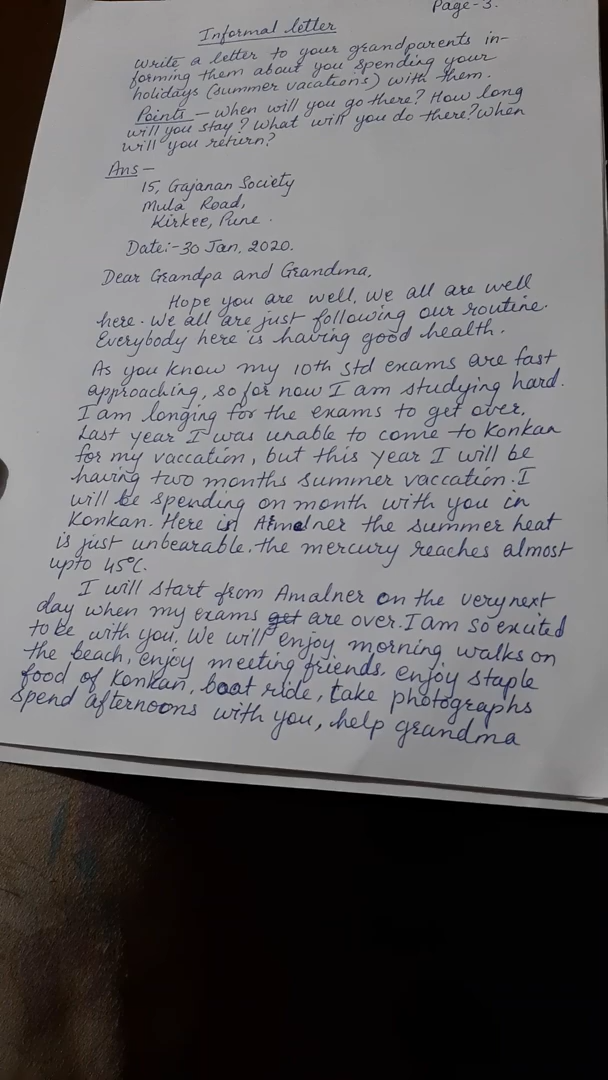 Page-3.
Informal letter
Write a letter to your grandparents in-
forming them about you spending your
holidays (summer vacations) with them.
Points - When will you go there? How long
will you stay? What will you do there? When
will you return?
Ans -
15, Gajanan Society
Mula Road,
Kirkee, Pune.
Date:- 30 Jan, 2020.
Dear Grandpa and Grandma,
Hope you are well. We all are well
here. We all are just following our routine.
Everybody here is having good health.
As you know my 10th std exams are fast
approaching, so for now I am studying hard.
I am longing for the exams to get over.
Last year I was unable to come to Konkan
for my vaccation, but this year I will be
having two months summer vaccation. I
will be spending on month with you in
Konkan. Here in Amalner the summer heat
is just unbearable. the mercury reaches almost
upto 45°C.
I will start from Amalner on the very next
day when my exams get are over. I am so excited
to be with you. We will enjoy morning walks on
the beach, enjoy meeting friends, enjoy staple
food of Konkan, boat ride, take photographs
spend afternoons with you, help grandma